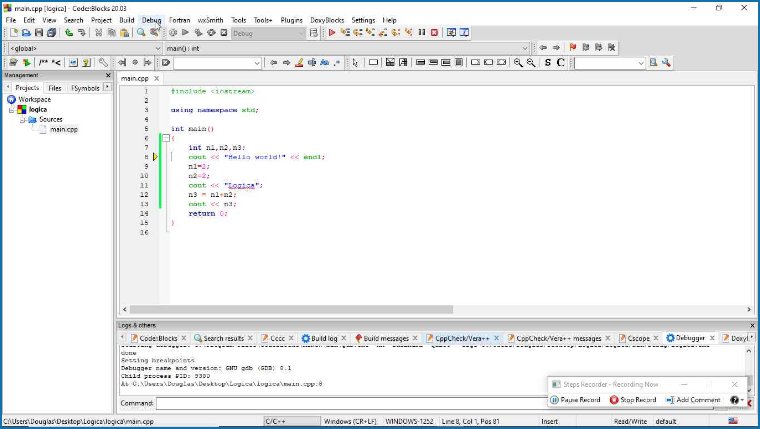 main.cpp [logica] - Code::Blocks 20.03
File Edit View Search Project Build Debug Fortran wxSmith Tools Tools+ Plugins DoxyBlocks Settings Help
Debug
<global> main() : int
/** *< Aa .*
S C
Management main.cpp
Projects Files FSymbols
Workspace
logica
Sources
main.cpp
1 #include <iostream>
2
3 using namespace std;
4
5 int main()
6 {
7 int n1,n2,n3;
8 cout << "Hello world!" << endl;
9 n1=2;
10 n2=2;
11 cout << "Logica";
12 n3 = n1+n2;
13 cout << n3;
14 return 0;
15 }
16
Logs & others
Code::Blocks Search results Cccc Build log Build messages CppCheck/Vera++ CppCheck/Vera++ messages Cscope Debugger Doxyl
done
Setting breakpoints
Debugger name and version: GNU gdb (GDB) 8.1
Child process PID: 9300
At C:\Users\Douglas\Desktop\Logica\logica\main.cpp:8
Command:
Steps Recorder - Recording Now
Pause Record Stop Record Add Comment
C:\Users\Douglas\Desktop\Logica\logica\main.cpp C/C++ Windows (CR+LF) WINDOWS-1252 Line 8, Col 1, Pos 81 Insert Read/Write default